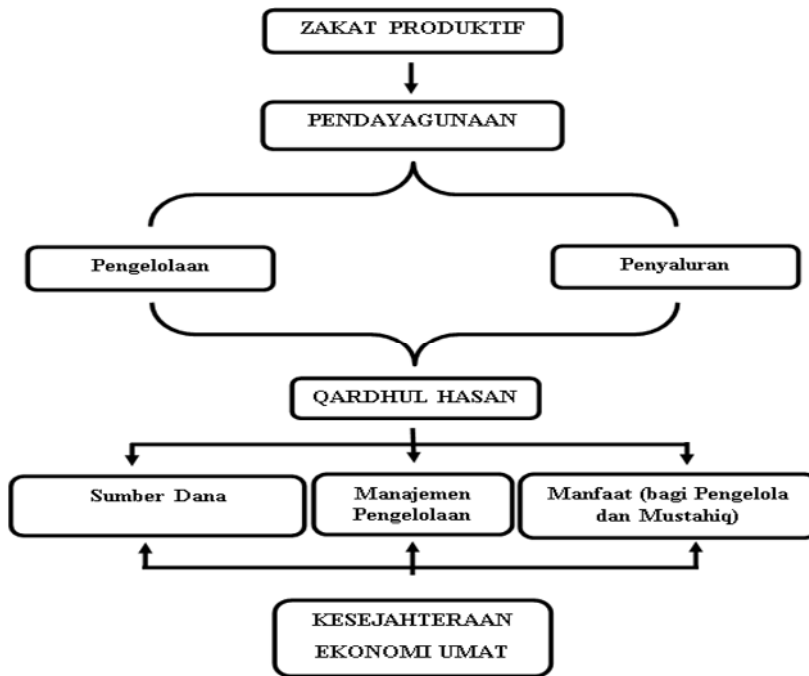 ZAKAT PRODUKTIF
PENDAYAGUNAAN
Pengelolaan
Penyaluran
QARDHUL HASAN
Sumber Dana
Manajemen
Pengelolaan
Manfaat (bagi Pengelola
dan Mustahiq)
KESEJAHTERAAN
EKONOMI UMAT